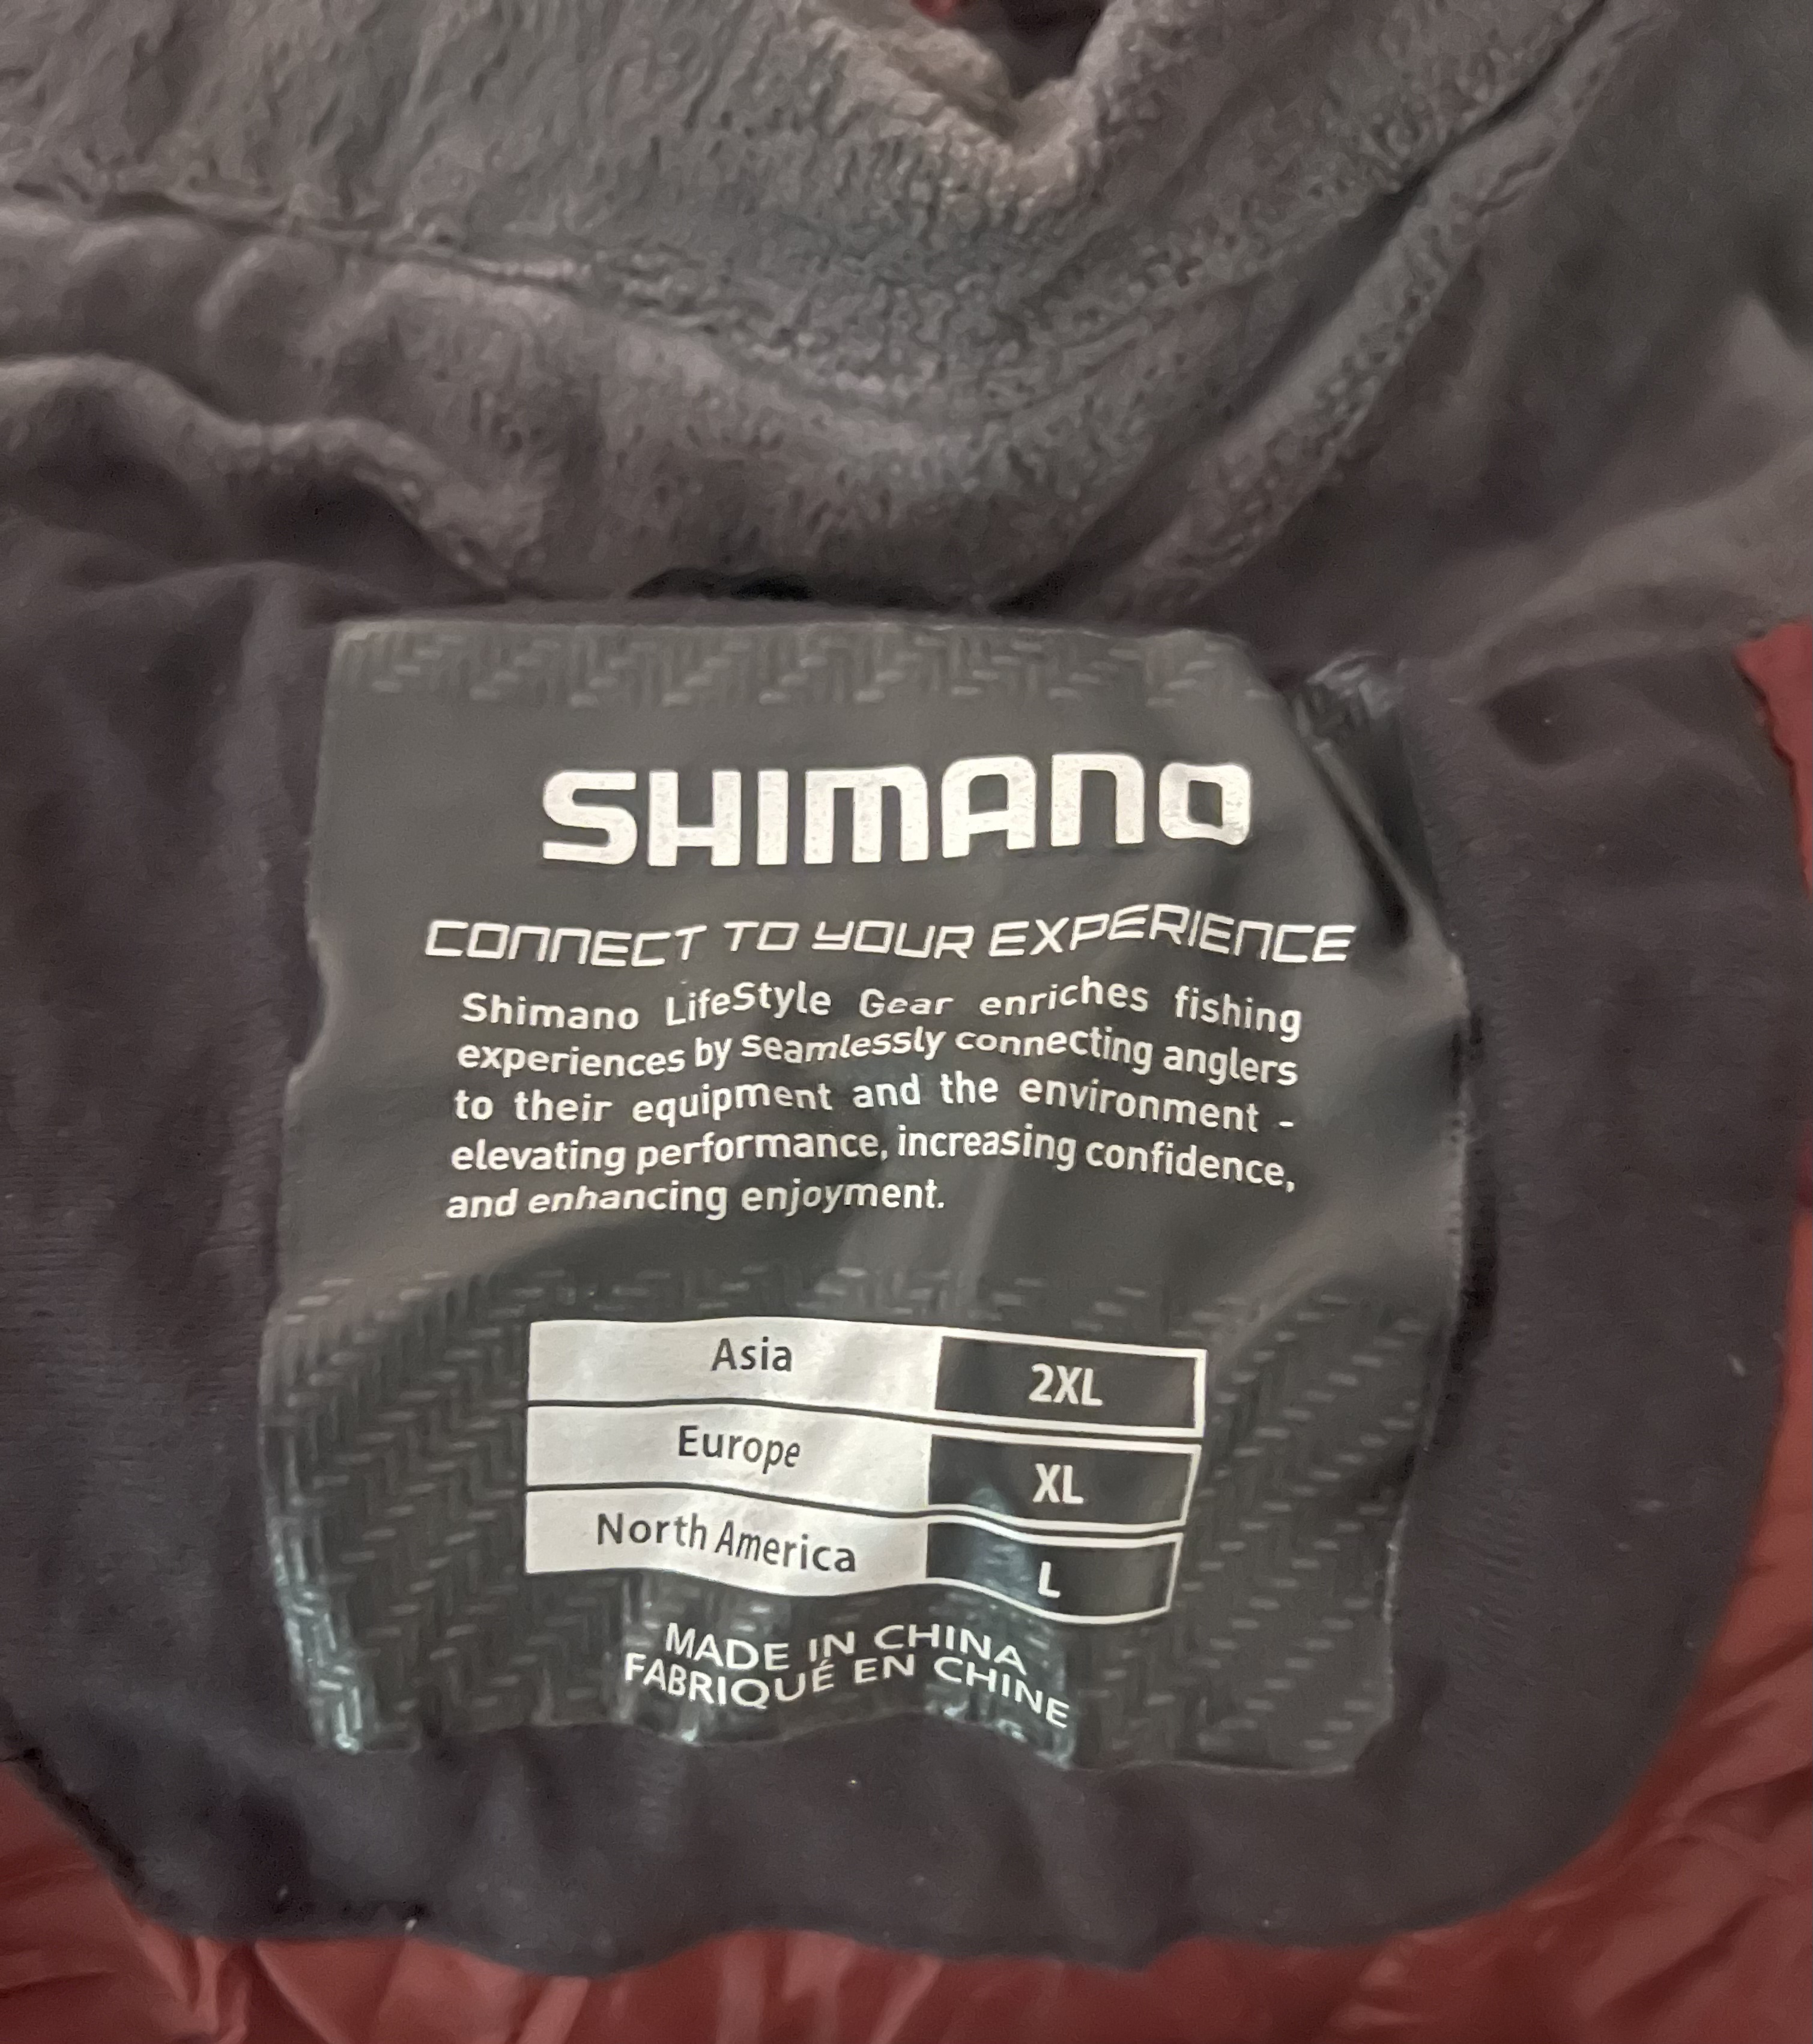 SHIMANO
CONNECT TO YOUR EXPERIENCE
Shimano LifeStyle Gear enriches fishing
experiences by seamlessly connecting anglers
to their equipment and the environment -
elevating performance, increasing confidence,
and enhancing enjoyment.
Asia 2XL
Europe XL
North America L
MADE IN CHINA
FABRIQUÉ EN CHINE